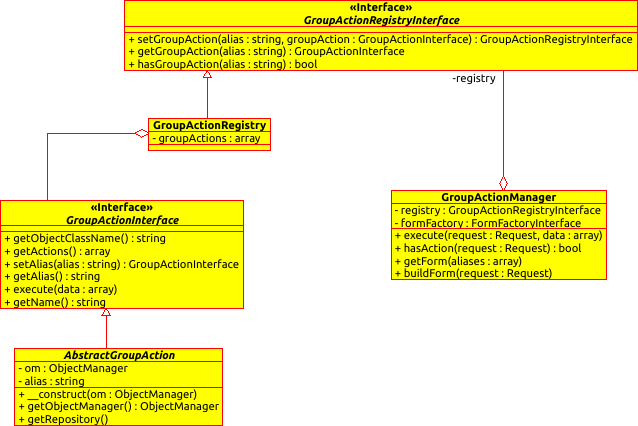 «Interface»
GroupActionRegistryInterface
+ setGroupAction(alias : string, groupAction : GroupActionInterface) : GroupActionRegistryInterface
+ getGroupAction(alias : string) : GroupActionInterface
+ hasGroupAction(alias : string) : bool
-registry
GroupActionRegistry
- groupActions : array
GroupActionManager
- registry : GroupActionRegistryInterface
- formFactory : FormFactoryInterface
+ execute(request : Request, data : array)
+ hasAction(request : Request) : bool
+ getForm(aliases : array)
+ buildForm(request : Request)
«Interface»
GroupActionInterface
+ getObjectClassName() : string
+ getActions() : array
+ setAlias(alias : string) : GroupActionInterface
+ getAlias() : string
+ execute(data : array)
+ getName() : string
AbstractGroupAction
- om : ObjectManager
- alias : string
+ __construct(om : ObjectManager)
+ getObjectManager() : ObjectManager
+ getRepository()